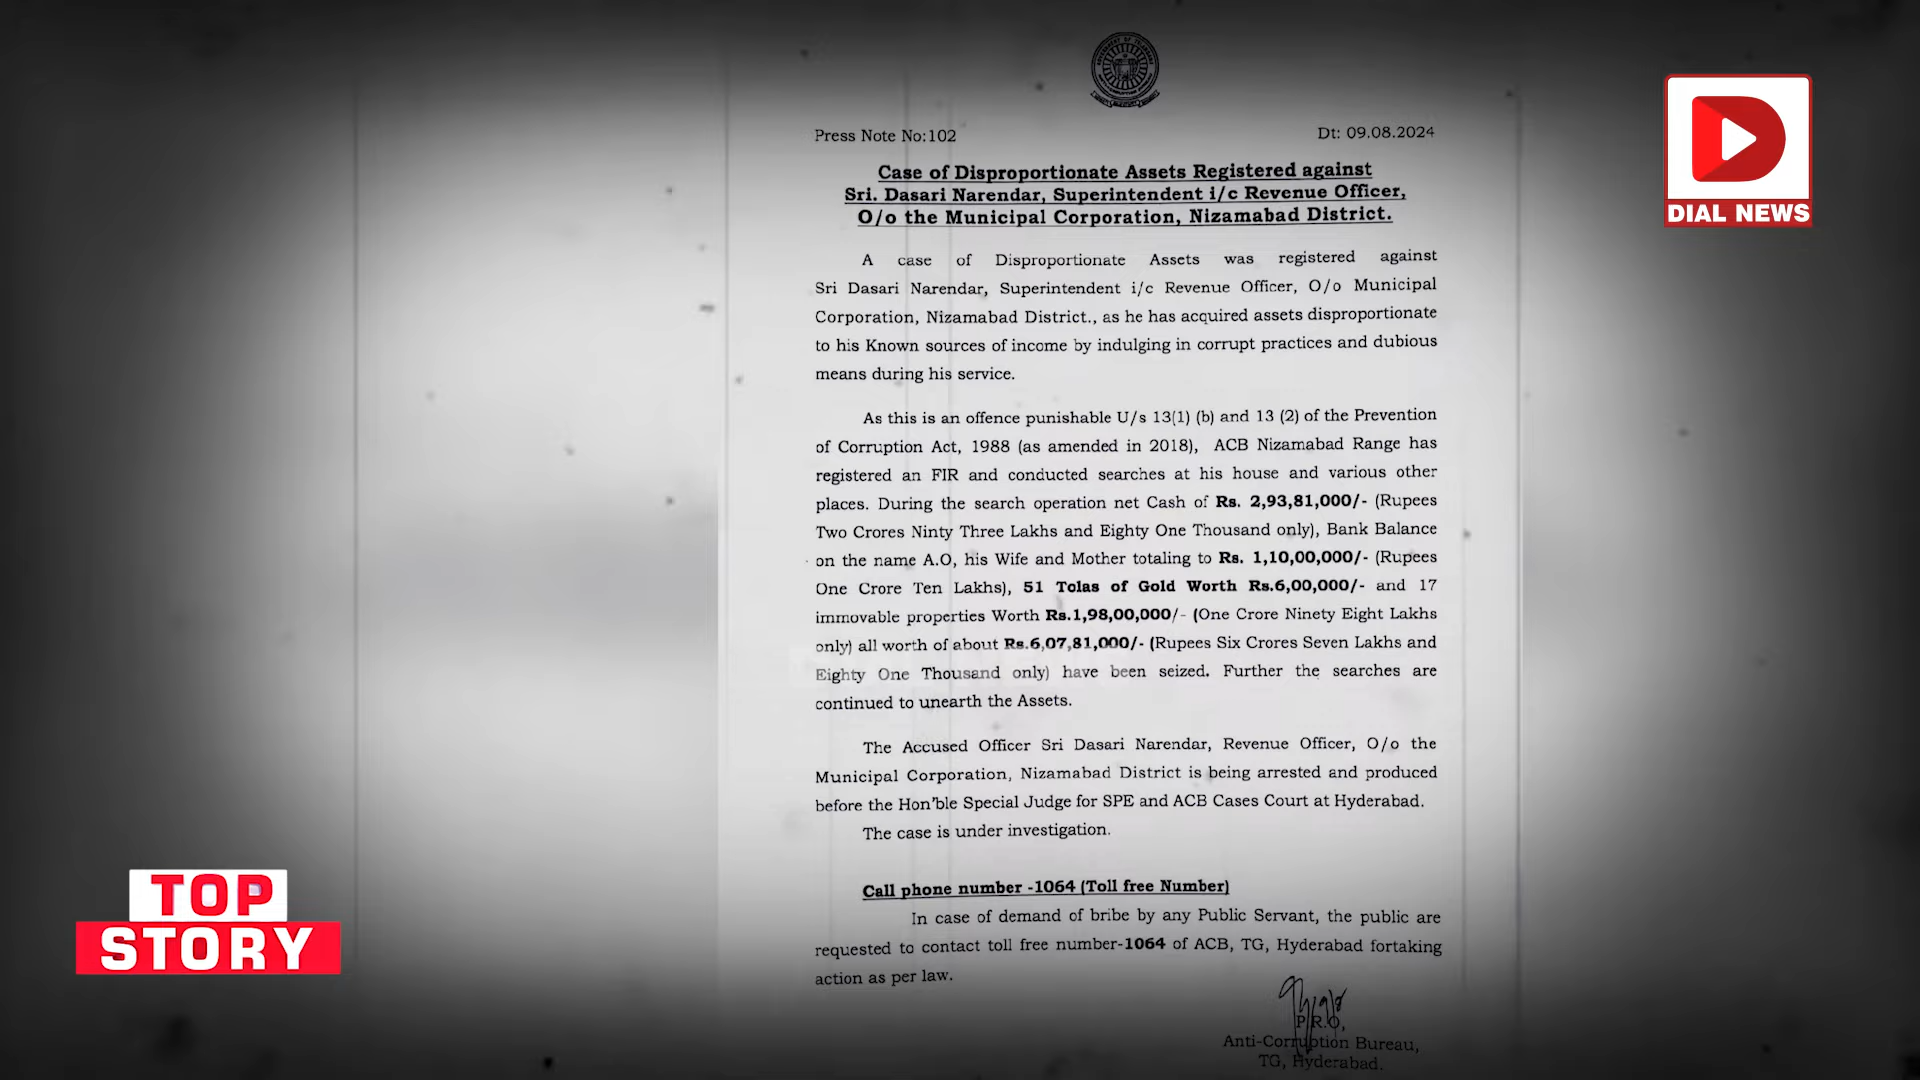 Press Note No:102
Dt: 09.08.2024
Case of Disproportionate Assets Registered against
Sri. Dasari Narendar, Superintendent i/c Revenue Officer,
O/o the Municipal Corporation, Nizamabad District.
A case of Disproportionate Assets was registered against
Sri Dasari Narendar, Superintendent i/c Revenue Officer, O/o Municipal
Corporation, Nizamabad District., as he has acquired assets disproportionate
to his Known sources of income by indulging in corrupt practices and dubious
means during his service.
As this is an offence punishable U/s 13(1) (b) and 13 (2) of the Prevention
of Corruption Act, 1988 (as amended in 2018), ACB Nizamabad Range has
registered an FIR and conducted searches at his house and various other
places. During the search operation net Cash of Rs. 2,93,81,000/- (Rupees
Two Crores Ninty Three Lakhs and Eighty One Thousand only), Bank Balance
on the name A.O, his Wife and Mother totaling to Rs. 1,10,00,000/- (Rupees
One Crore Ten Lakhs), 51 Tolas of Gold Worth Rs.6,00,000/- and 17
immovable properties Worth Rs.1,98,00,000/- (One Crore Ninety Eight Lakhs
only) all worth of about Rs.6,07,81,000/- (Rupees Six Crores Seven Lakhs and
Eighty One Thousand only) have been seized. Further the searches are
continued to unearth the Assets.
The Accused Officer Sri Dasari Narendar, Revenue Officer, O/o the
Municipal Corporation, Nizamabad District is being arrested and produced
before the Hon'ble Special Judge for SPE and ACB Cases Court at Hyderabad.
The case is under investigation.
Call phone number -1064 (Toll free Number)
In case of demand of bribe by any Public Servant, the public are
requested to contact toll free number-1064 of ACB, TG, Hyderabad fortaking
action as per law.
P.R.O,
Anti-Corruption Bureau,
TG, Hyderabad.
DIAL NEWS
TOP
STORY